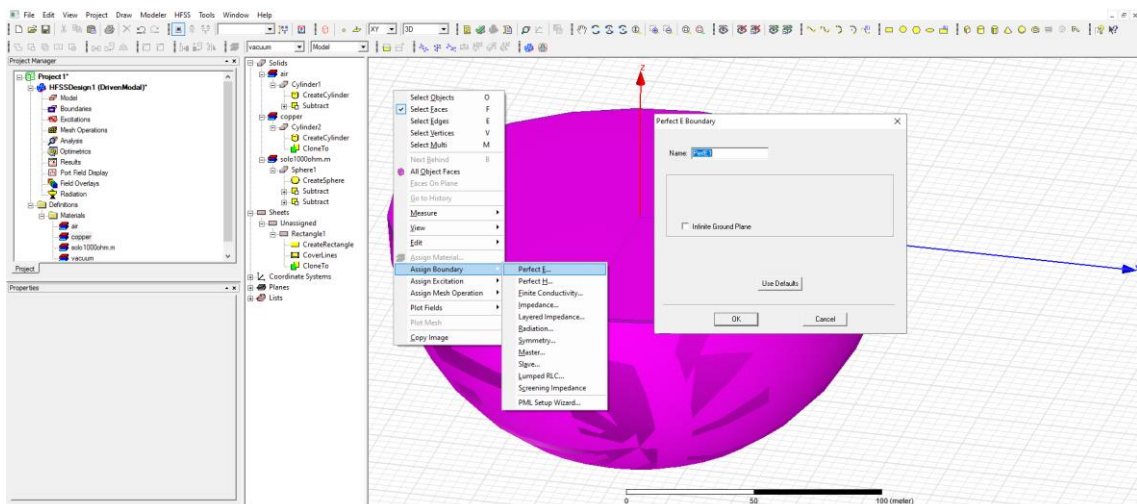 File Edit View Project Draw Modeler HFSS Tools Window Help
XY 3D
vacuum Model
Project Manager
Project1*
HFSSDesign1 (DrivenModal)*
Model
Boundaries
Excitations
Mesh Operations
Analysis
Optimetrics
Results
Port Field Display
Field Overlays
Radiation
Definitions
Materials
air
copper
solo1000ohm.m
vacuum
Project
Properties
Solids
air
Cylinder1
CreateCylinder
Subtract
copper
Cylinder2
CreateCylinder
CloneTo
solo1000ohm.m
Sphere1
CreateSphere
Subtract
Subtract
Sheets
Unassigned
Rectangle1
CreateRectangle
CoverLines
CloneTo
Coordinate Systems
Planes
Lists
Select Objects O
Select Faces F
Select Edges E
Select Vertices V
Select Multi M
Next Behind B
All Object Faces
Faces On Plane
Go to History
Measure
View
Edit
Assign Material...
Assign Boundary
Assign Excitation
Assign Mesh Operation
Plot Fields
Plot Mesh
Copy Image
Perfect E...
Perfect H...
Finite Conductivity...
Impedance...
Layered Impedance...
Radiation...
Symmetry...
Master...
Slave...
Lumped RLC...
Screening Impedance
PML Setup Wizard...
Perfect E Boundary
Name: PerfE1
Infinite Ground Plane
Use Defaults
OK Cancel
Z
0 50 100 (meter)